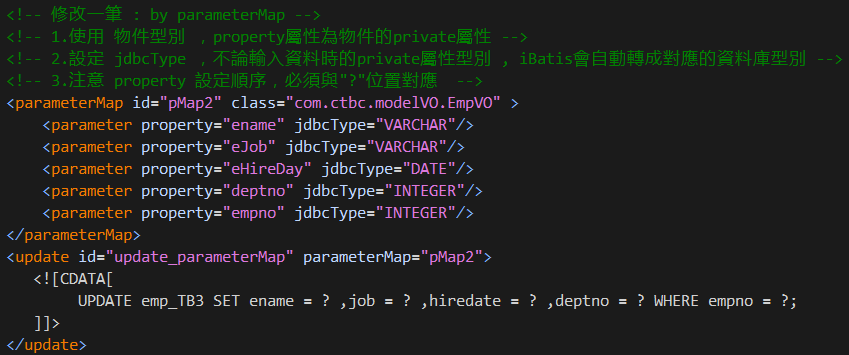 <!-- 修改一筆 : by parameterMap -->
<!-- 1.使用 物件型別 ，property屬性為物件的private屬性 -->
<!-- 2.設定 jdbcType ，不論輸入資料時的private屬性型別 , iBatis會自動轉成對應的資料庫型別 -->
<!-- 3.注意 property 設定順序，必須與"?"位置對應  -->
<parameterMap id="pMap2" class="com.ctbc.modelVO.EmpVO" >
    <parameter property="ename" jdbcType="VARCHAR"/>
    <parameter property="eJob" jdbcType="VARCHAR"/>
    <parameter property="eHireDay" jdbcType="DATE"/>
    <parameter property="deptno" jdbcType="INTEGER"/>
    <parameter property="empno" jdbcType="INTEGER"/>
</parameterMap>
<update id="update_parameterMap" parameterMap="pMap2">
   <![CDATA[
        UPDATE emp_TB3 SET ename = ? ,job = ? ,hiredate = ? ,deptno = ? WHERE empno = ?;
   ]]>
</update>